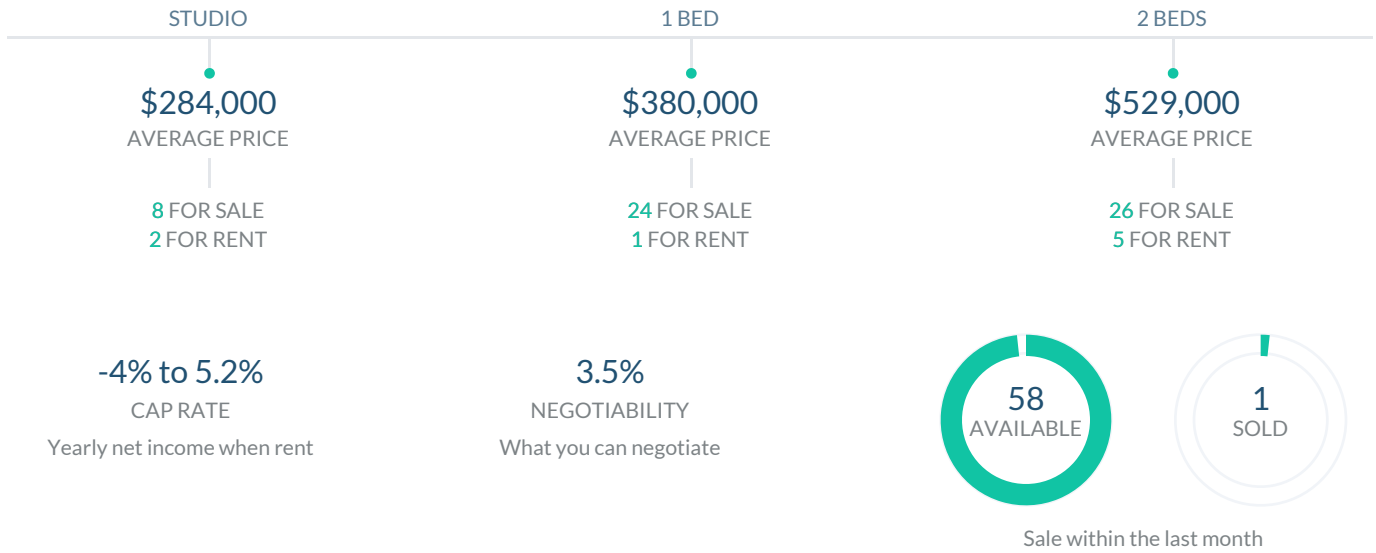 STUDIO
1 BED
2 BEDS
$284,000
AVERAGE PRICE
$380,000
AVERAGE PRICE
$529,000
AVERAGE PRICE
8 FOR SALE
2 FOR RENT
24 FOR SALE
1 FOR RENT
26 FOR SALE
5 FOR RENT
-4% to 5.2%
CAP RATE
Yearly net income when rent
3.5%
NEGOTIABILITY
What you can negotiate
58
AVAILABLE
1
SOLD
Sale within the last month